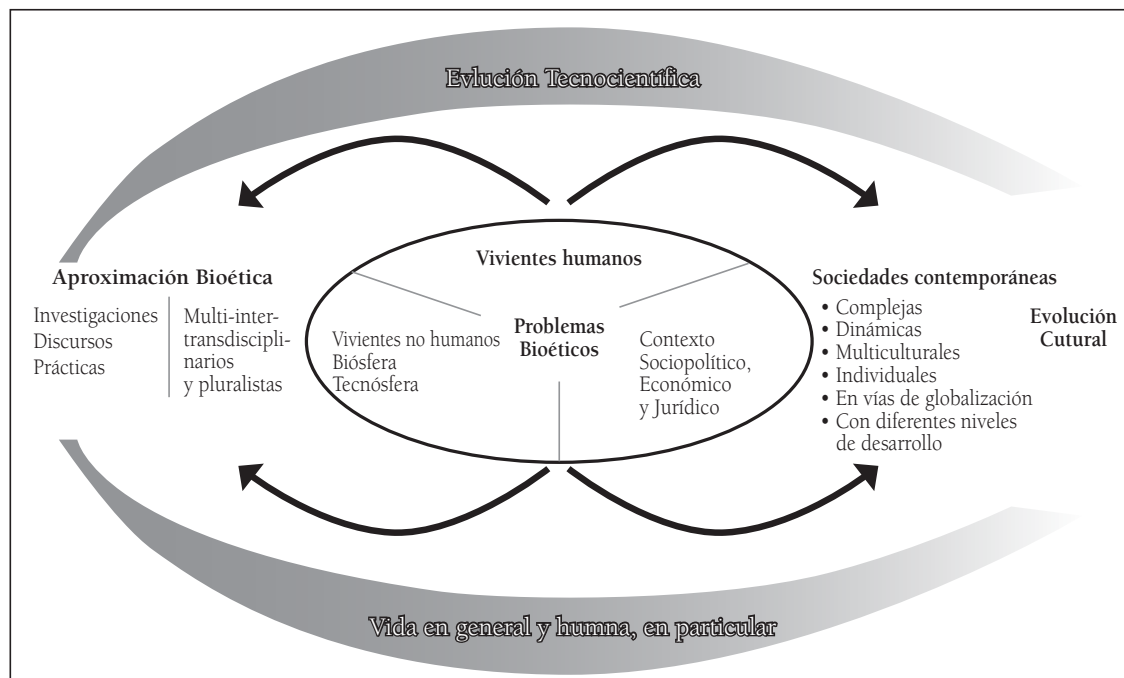 Evlución Tecnocientífica
Aproximación Bioética
Investigaciones
Discursos
Prácticas
Multi-inter-
transdiscipli-
narios
y pluralistas
Vivientes humanos
Vivientes no humanos
Biósfera
Tecnósfera
Problemas
Bioéticos
Contexto
Sociopolítico,
Económico
y Jurídico
Sociedades contemporáneas
• Complejas
• Dinámicas
• Multiculturales
• Individuales
• En vías de globalización
• Con diferentes niveles
de desarrollo
Evolución
Cutural
Vida en general y humna, en particular